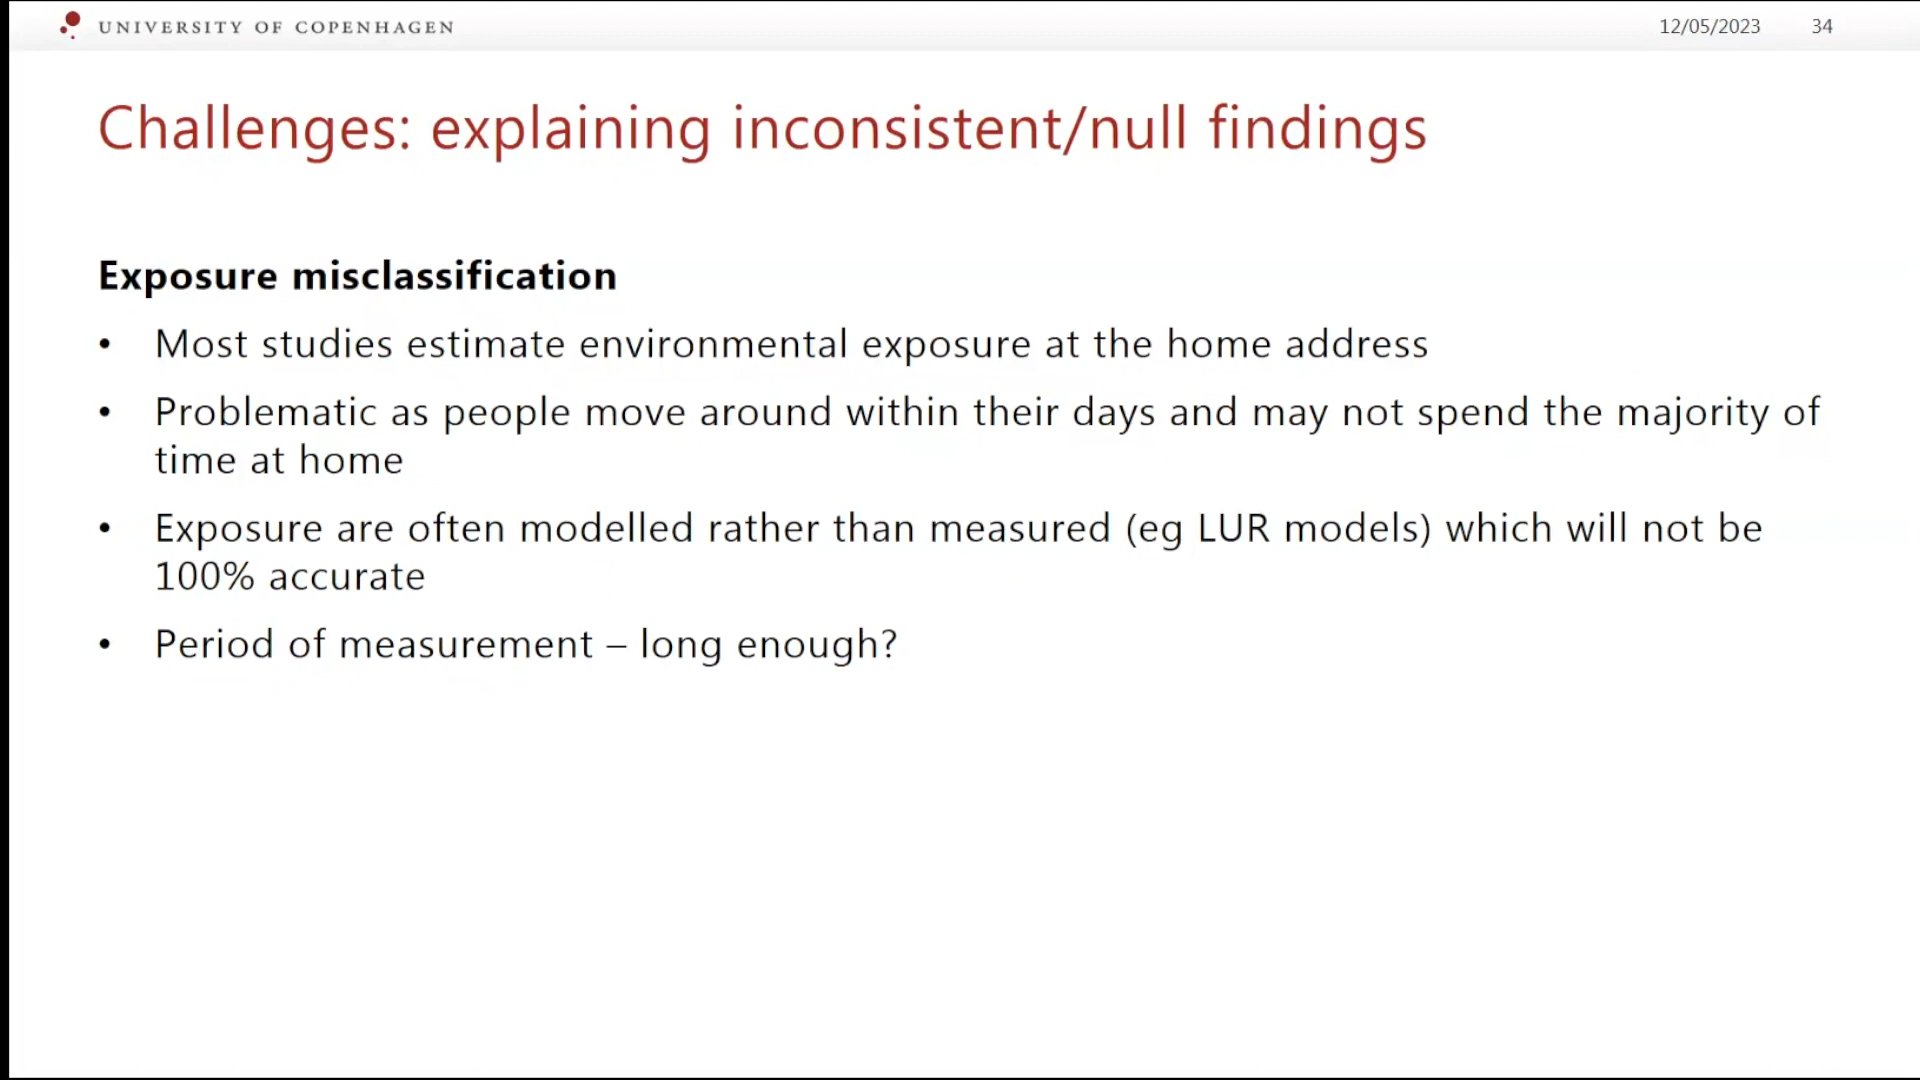 UNIVERSITY OF COPENHAGEN 12/05/2023 34
Challenges: explaining inconsistent/null findings
Exposure misclassification
• Most studies estimate environmental exposure at the home address
• Problematic as people move around within their days and may not spend the majority of
time at home
• Exposure are often modelled rather than measured (eg LUR models) which will not be
100% accurate
• Period of measurement – long enough?